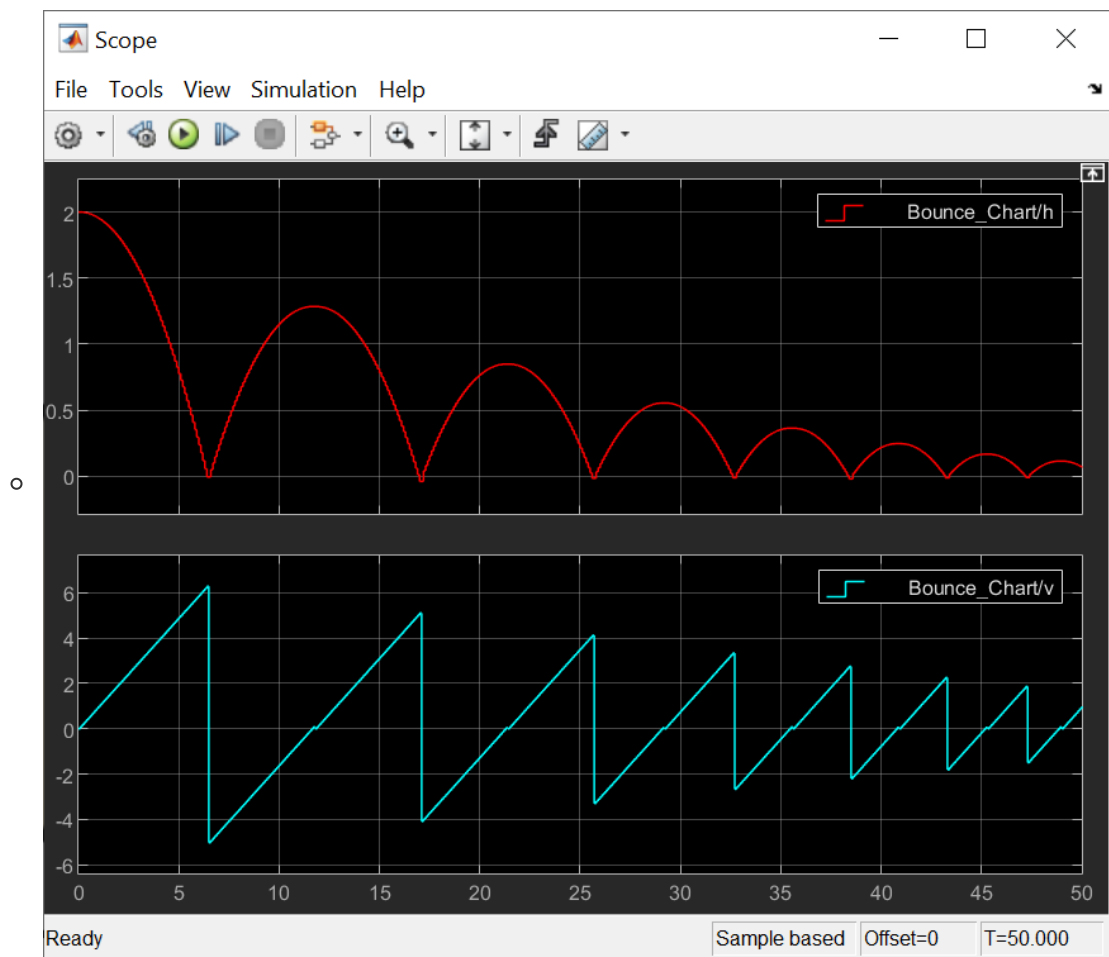 Scope
File Tools View Simulation Help
Bounce_Chart/h
2
1.5
1
0.5
0
Bounce_Chart/v
6
4
2
0
-2
-4
-6
0 5 10 15 20 25 30 35 40 45 50
Ready Sample based Offset=0 T=50.000